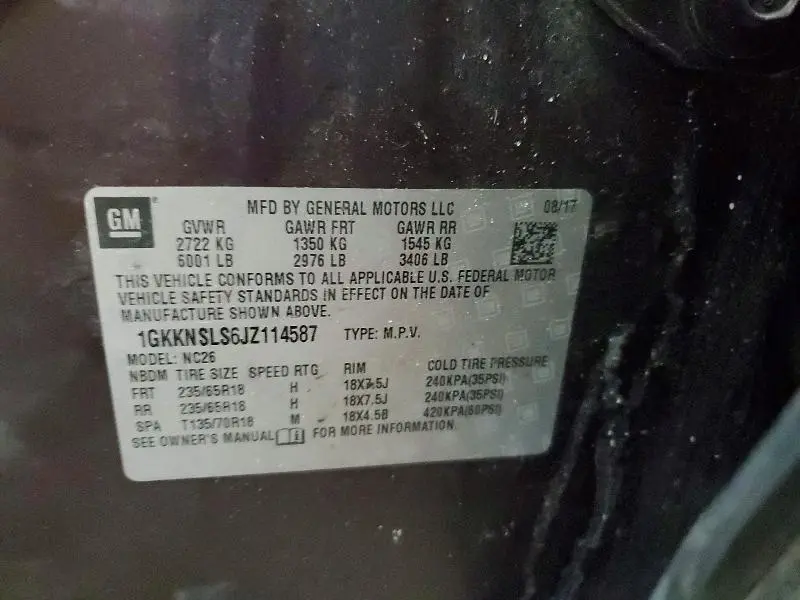 GM
MFD BY GENERAL MOTORS LLC 08/17
GVWR GAWR FRT GAWR RR
2722 KG 1350 KG 1545 KG
6001 LB 2976 LB 3406 LB
THIS VEHICLE CONFORMS TO ALL APPLICABLE U.S. FEDERAL MOTOR
VEHICLE SAFETY STANDARDS IN EFFECT ON THE DATE OF
MANUFACTURE SHOWN ABOVE.
1GKKNSLS6JZ114587 TYPE: M.P.V.
MODEL: NC26
NBDM TIRE SIZE SPEED RTG RIM COLD TIRE PRESSURE
FRT 235/65R18 H 18X7.5J 240KPA(35PSI)
RR 235/65R18 H 18X7.5J 240KPA(35PSI)
SPA T135/70R18 M 18X4.5B 420KPA(60PSI)
SEE OWNER'S MANUAL FOR MORE INFORMATION.